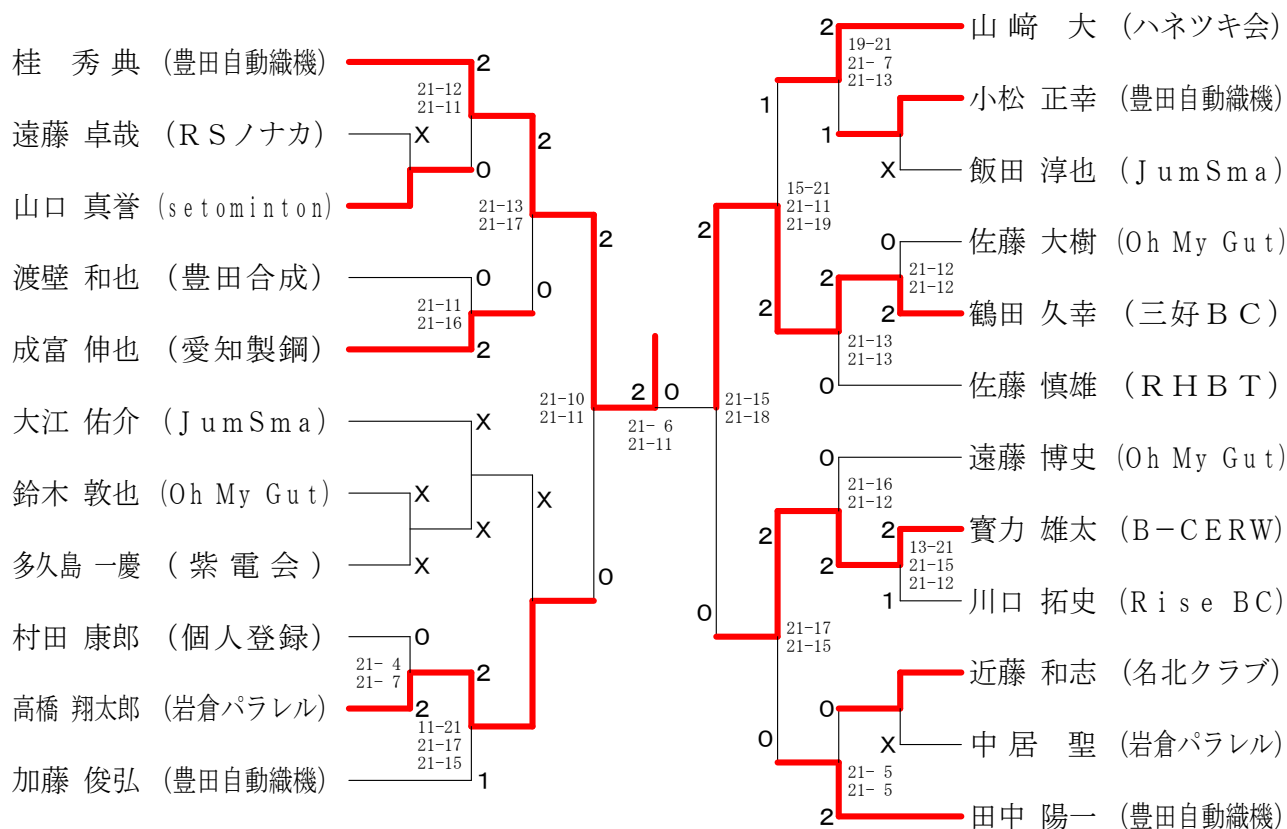 桂 秀典 (豊田自動織機)
2
21-12
21-11
遠藤 卓哉 (RSノナカ)
X
2
0
山口 真誉 (setominton)
21-13
21-17
2
渡壁 和也 (豊田合成)
0
0
21-11
21-16
成富 伸也 (愛知製鋼)
2
21-10
21-11
大江 佑介 (JumSma)
X
鈴木 敦也 (Oh My Gut)
X
X
X
多久島 一慶 (紫電会)
X
0
村田 康郎 (個人登録)
0
21- 4
21- 7
2
高橋 翔太郎 (岩倉パラレル)
2
11-21
21-17
21-15
加藤 俊弘 (豊田自動織機)
1
2 0
21- 6
21-11
2
山﨑 大 (ハネツキ会)
19-21
21- 7
21-13
1
小松 正幸 (豊田自動織機)
1
X
飯田 淳也 (JumSma)
15-21
21-11
21-19
2
0
佐藤 大樹 (Oh My Gut)
21-12
21-12
2
2
2
鶴田 久幸 (三好BC)
21-13
21-13
0
佐藤 慎雄 (RHBT)
21-15
21-18
0
遠藤 博史 (Oh My Gut)
21-16
21-12
2
2
寳力 雄太 (B-CERW)
13-21
21-15
21-12
2
1
川口 拓史 (Rise BC)
0
21-17
21-15
近藤 和志 (名北クラブ)
0
0
X
中居 聖 (岩倉パラレル)
21- 5
21- 5
2
田中 陽一 (豊田自動織機)